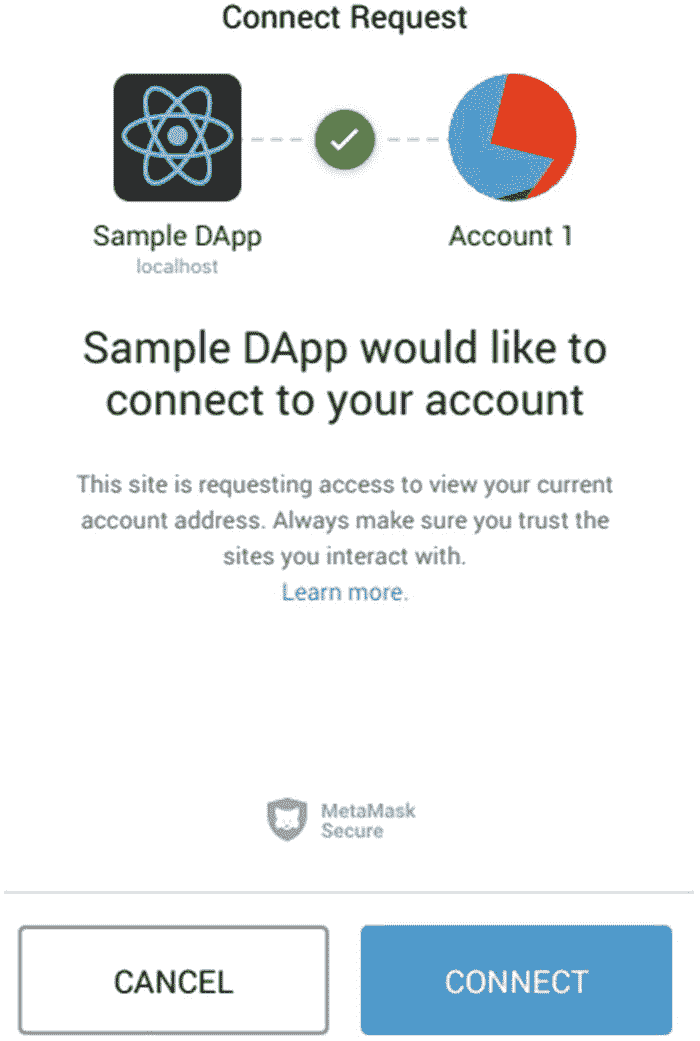 Connect Request
Sample DApp
localhost
Account 1
Sample DApp would like to
connect to your account
This site is requesting access to view your current
account address. Always make sure you trust the
sites you interact with.
Learn more.
MetaMask
Secure
CANCEL
CONNECT